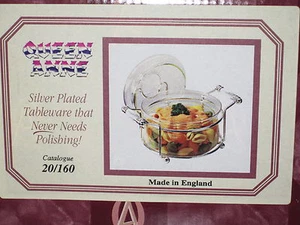 QUEEN
ANNE
Silver Plated
Tableware that
Never Needs
Polishing!
Catalogue
20/160
Made in England
A